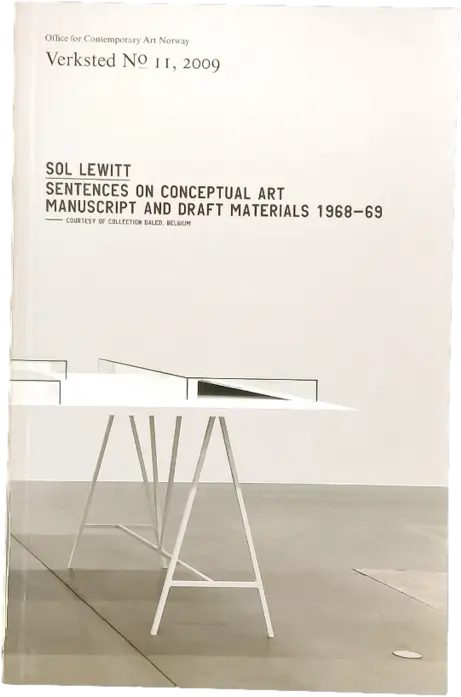 Office for Contemporary Art Norway
Verksted Nº 11, 2009
SOL LEWITT
SENTENCES ON CONCEPTUAL ART
MANUSCRIPT AND DRAFT MATERIALS 1968–69
COURTESY OF COLLECTION DALED, BELGIUM